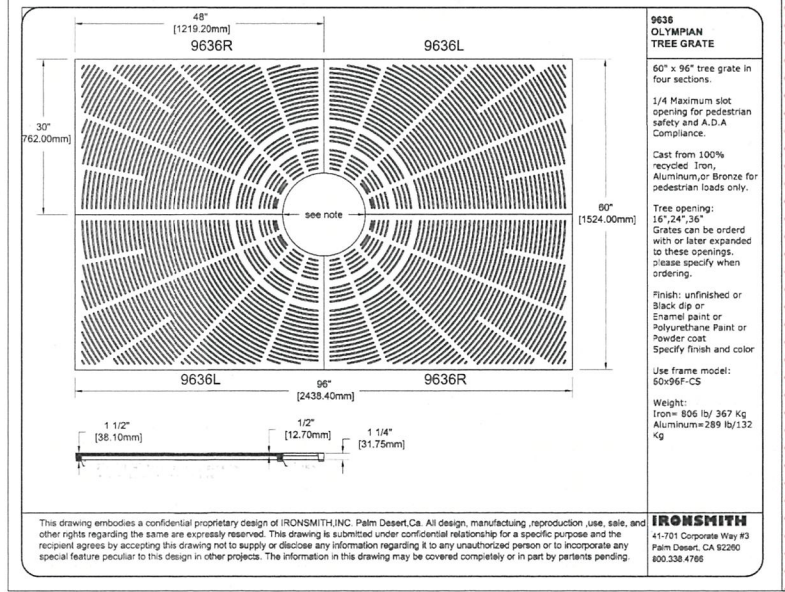 48"
[1219.20mm]
9636R
9636L
30"
762.00mm]
see note
60"
[1524.00mm]
9636L
9636R
96"
[2438.40mm]
1 1/2"
[38.10mm]
1/2"
[12.70mm]
1 1/4"
[31.75mm]
9636
OLYMPIAN
TREE GRATE
60" x 96" tree grate in
four sections.
1/4 Maximum slot
opening for pedestrian
safety and A.D.A
Compliance.
Cast from 100%
recycled Iron,
Aluminum,or Bronze for
pedestrian loads only.
Tree opening:
16",24",36"
Grates can be orderd
with or later expanded
to these openings.
please specify when
ordering.
Finish: unfinished or
Black dip or
Enamel paint or
Polyurethane Paint or
Powder coat
Specify finish and color
Use frame model:
60x96F-CS
Weight:
Iron= 806 lb/ 367 Kg
Aluminum=289 lb/132
Kg
This drawing embodies a confidential proprietary design of IRONSMITH,INC. Palm Desert,Ca. All design, manufactuing ,reproduction ,use, sale, and
other rights regarding the same are expressly reserved. This drawing is submitted under confidential relationship for a specific purpose and the
recipient agrees by accepting this drawing not to supply or disclose any information regarding it to any unauthorized person or to incorporate any
special feature peculiar to this design in other projects. The information in this drawing may be covered completely or in part by partents pending.
IRONSMITH
41-701 Corporate Way #3
Palm Desert, CA 92260
800.338.4766